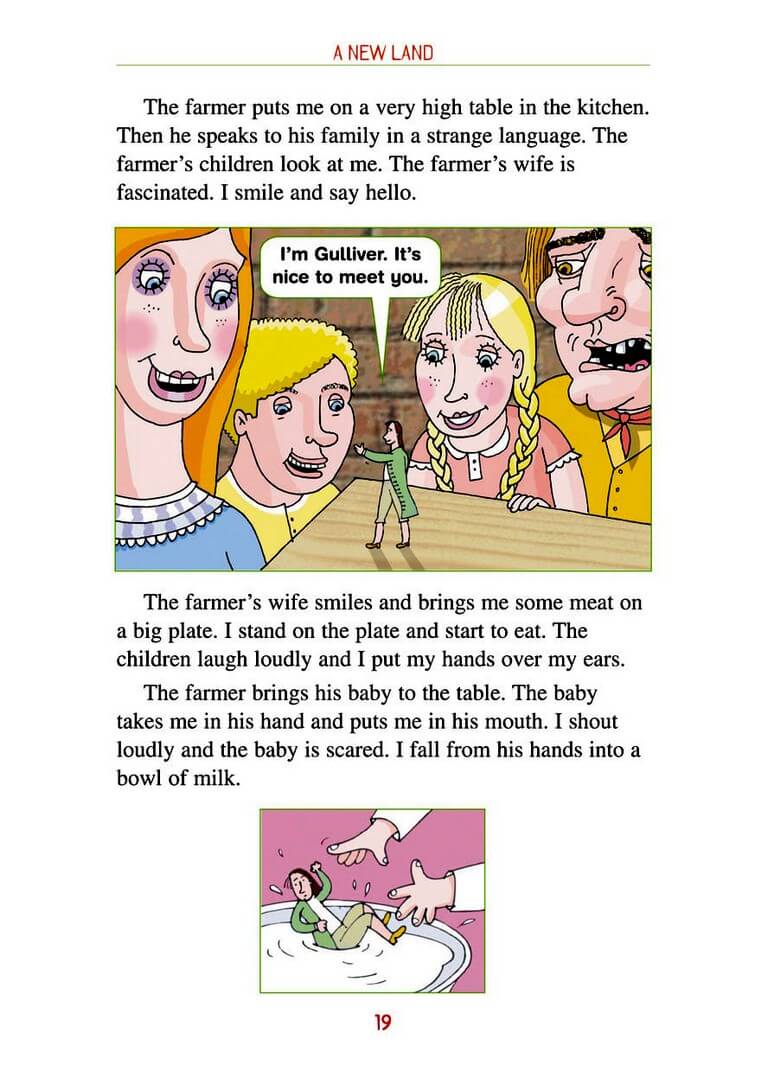 A NEW LAND
The farmer puts me on a very high table in the kitchen.
Then he speaks to his family in a strange language. The
farmer's children look at me. The farmer's wife is
fascinated. I smile and say hello.
I'm Gulliver. It's
nice to meet you.
The farmer's wife smiles and brings me some meat on
a big plate. I stand on the plate and start to eat. The
children laugh loudly and I put my hands over my ears.
The farmer brings his baby to the table. The baby
takes me in his hand and puts me in his mouth. I shout
loudly and the baby is scared. I fall from his hands into a
bowl of milk.
19